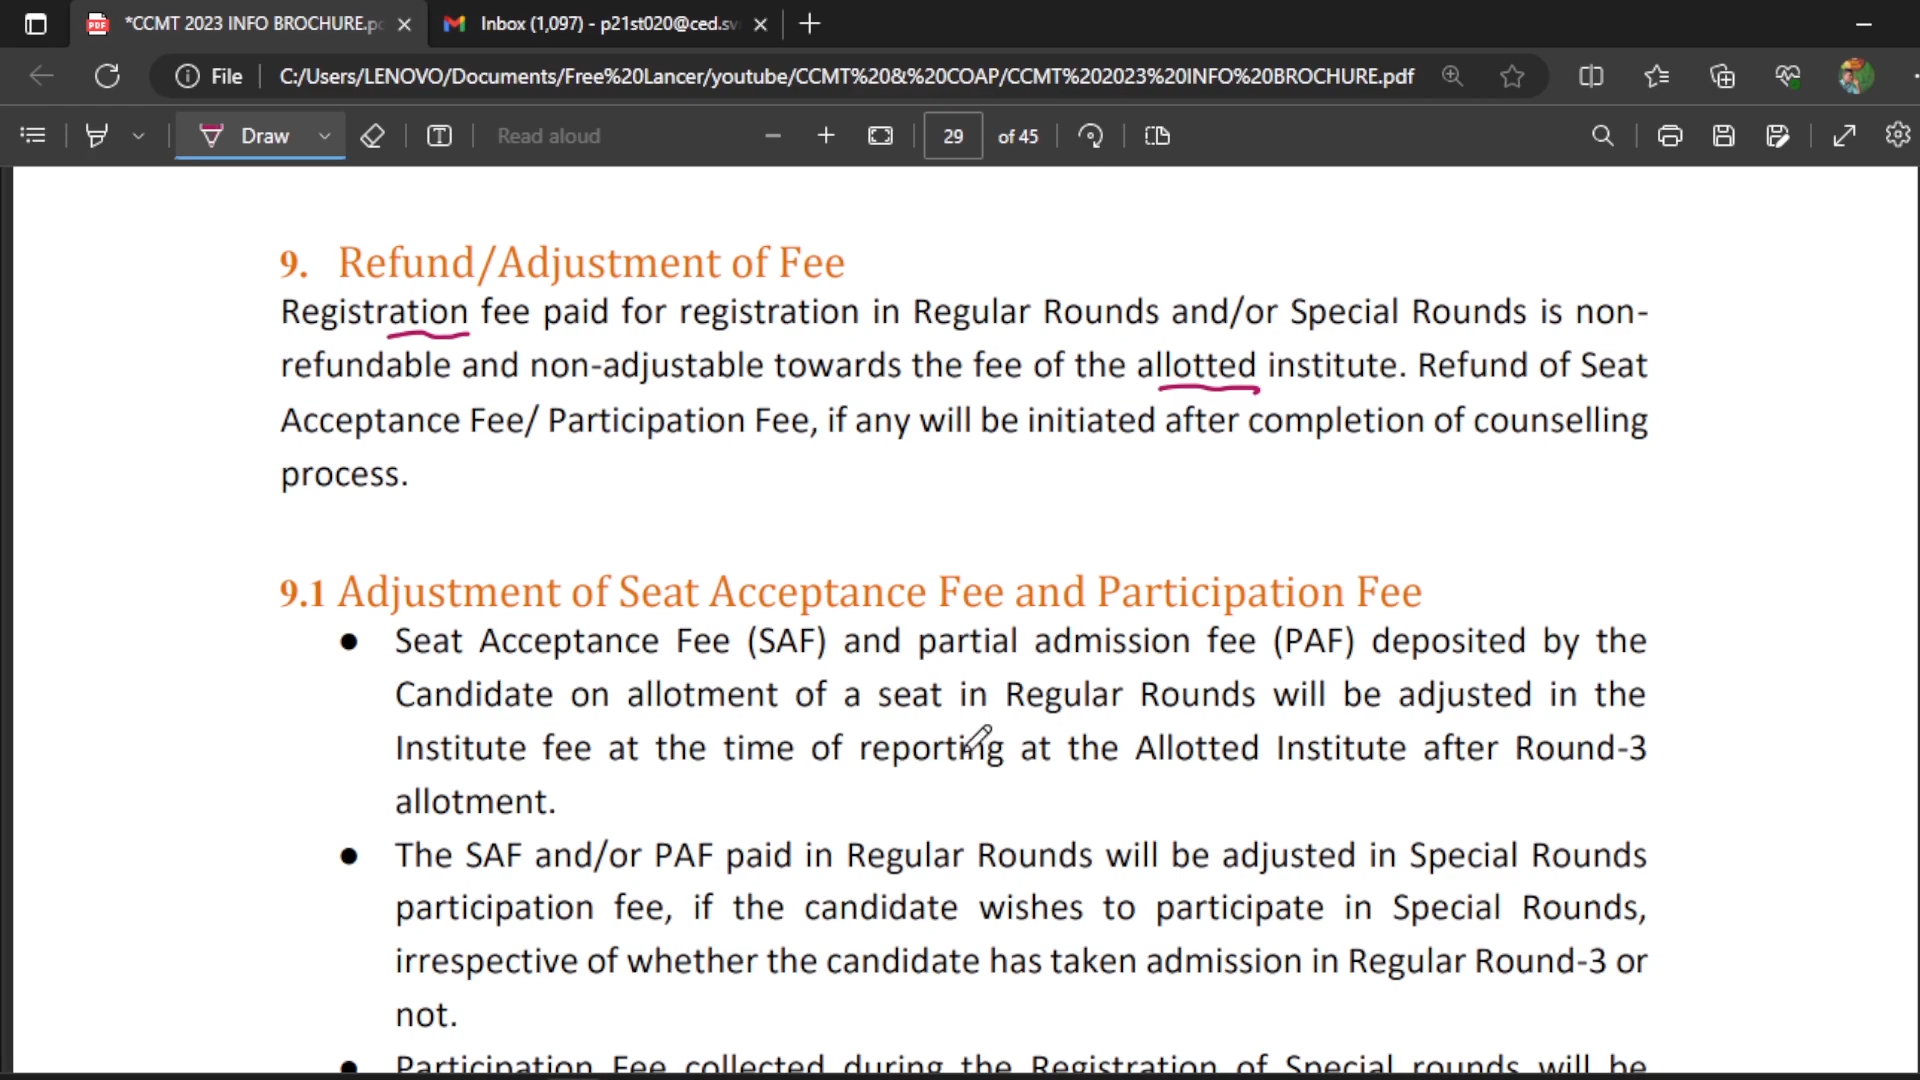 *CCMT 2023 INFO BROCHURE.p
Inbox (1,097) - p21st020@ced.sv
File
C:/Users/LENOVO/Documents/Free%20Lancer/youtube/CCMT%20&%20COAP/CCMT%202023%20INFO%20BROCHURE.pdf
Draw
Read aloud
29 of 45
9. Refund/Adjustment of Fee
Registration fee paid for registration in Regular Rounds and/or Special Rounds is non-
refundable and non-adjustable towards the fee of the allotted institute. Refund of Seat
Acceptance Fee/ Participation Fee, if any will be initiated after completion of counselling
process.
9.1 Adjustment of Seat Acceptance Fee and Participation Fee
● Seat Acceptance Fee (SAF) and partial admission fee (PAF) deposited by the
Candidate on allotment of a seat in Regular Rounds will be adjusted in the
Institute fee at the time of reporting at the Allotted Institute after Round-3
allotment.
● The SAF and/or PAF paid in Regular Rounds will be adjusted in Special Rounds
participation fee, if the candidate wishes to participate in Special Rounds,
irrespective of whether the candidate has taken admission in Regular Round-3 or
not.
● Participation Fee collected during the Registration of Special rounds will be